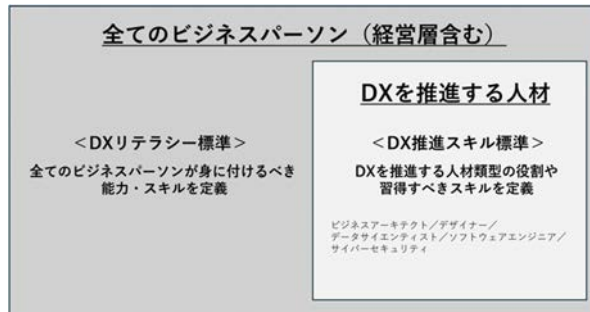 全てのビジネスパーソン（経営層含む）
DXを推進する人材
＜DXリテラシー標準＞
全てのビジネスパーソンが身に付けるべき
能力・スキルを定義
＜DX推進スキル標準＞
DXを推進する人材類型の役割や
習得すべきスキルを定義
ビジネスアーキテクト／デザイナー／
データサイエンティスト／ソフトウェアエンジニア／
サイバーセキュリティ